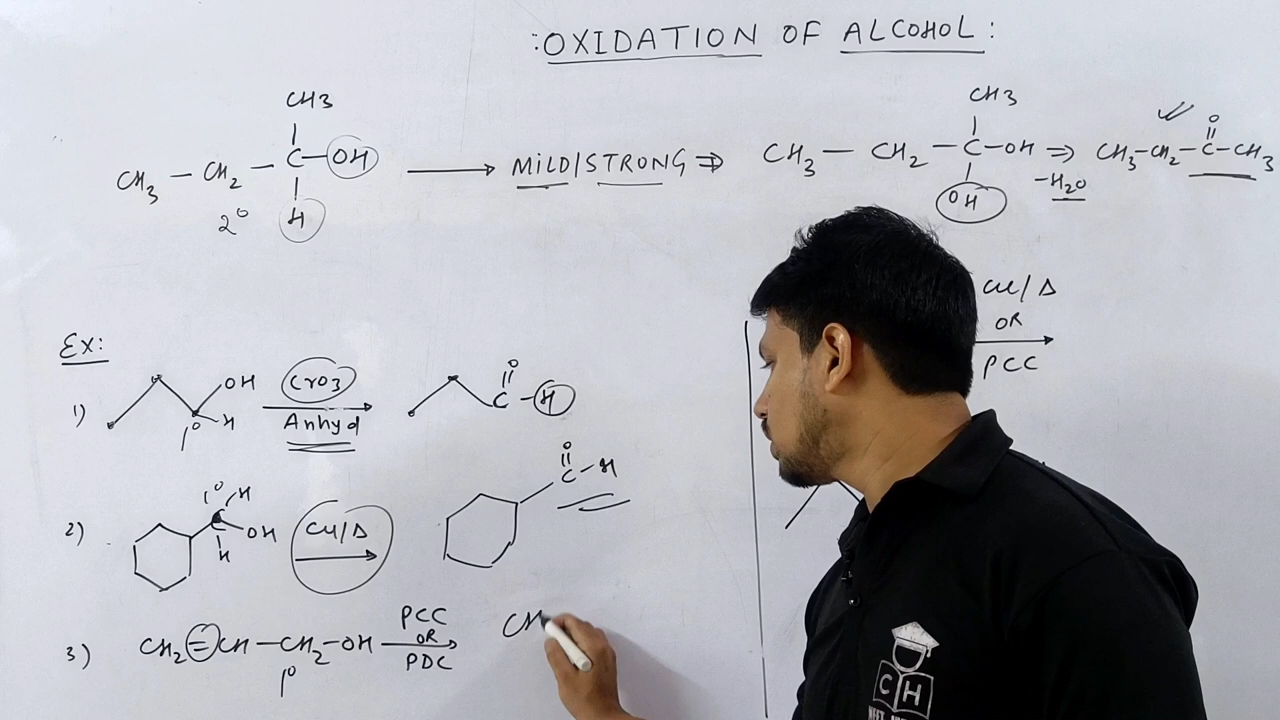 :OXIDATION OF ALCOHOL:
CH3
CH3 — CH2 — C — OH → MILD/STRONG ⇒
2° H
CH3
CH3 — CH2 — C — OH ⇒ CH3-CH2-C-CH3
O
OH -H2O
Ex:
1) OH H 1° CrO3 Anhyd O C-H
2) 1° H C OH H Cu/Δ O C-H
3) CH2=CH-CH2-OH PCC OR PDC CH
1°
Cu/Δ
OR
PCC
C H